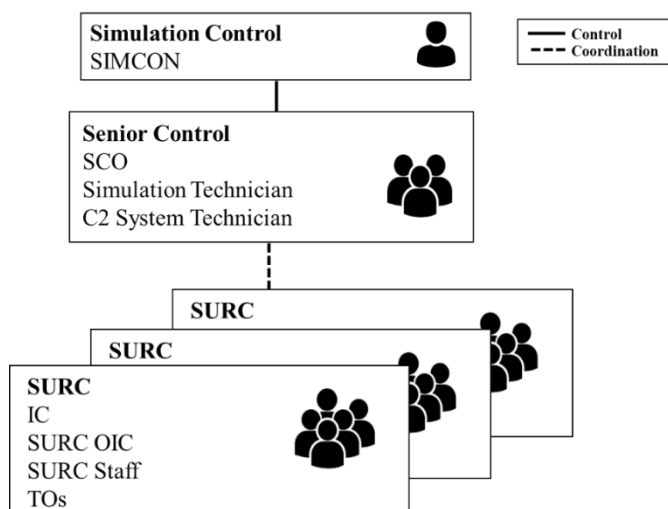 Simulation Control
SIMCON
Control
Coordination
Senior Control
SCO
Simulation Technician
C2 System Technician
SURC
SURC
SURC
IC
SURC OIC
SURC Staff
TOs